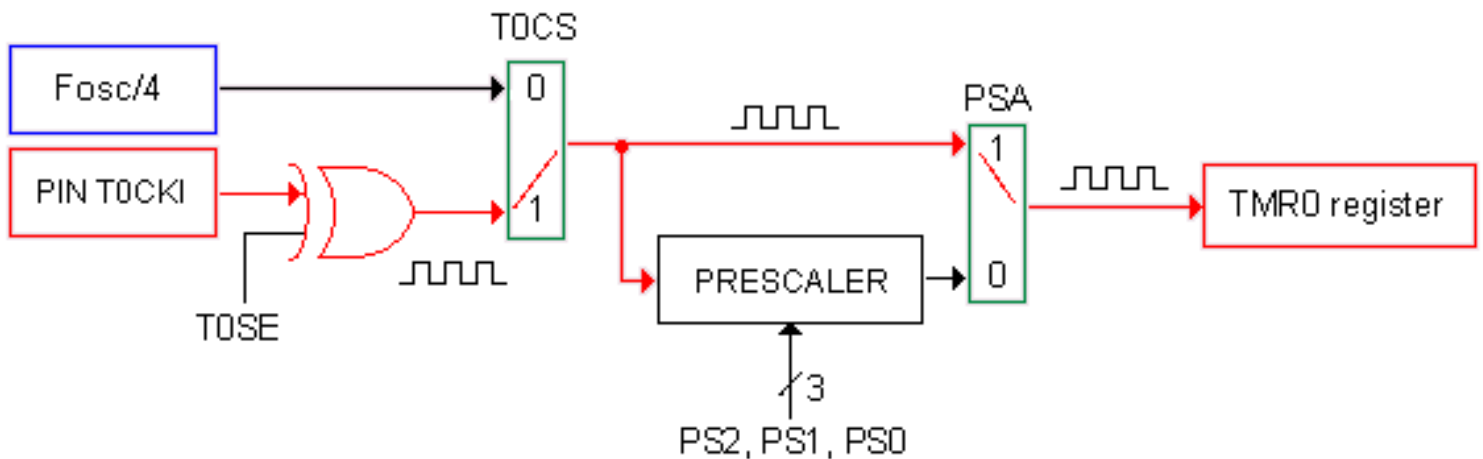 T0CS
Fosc/4
0
PSA
1
PIN T0CKI
1
TMR0 register
PRESCALER
0
T0SE
3
PS2, PS1, PS0